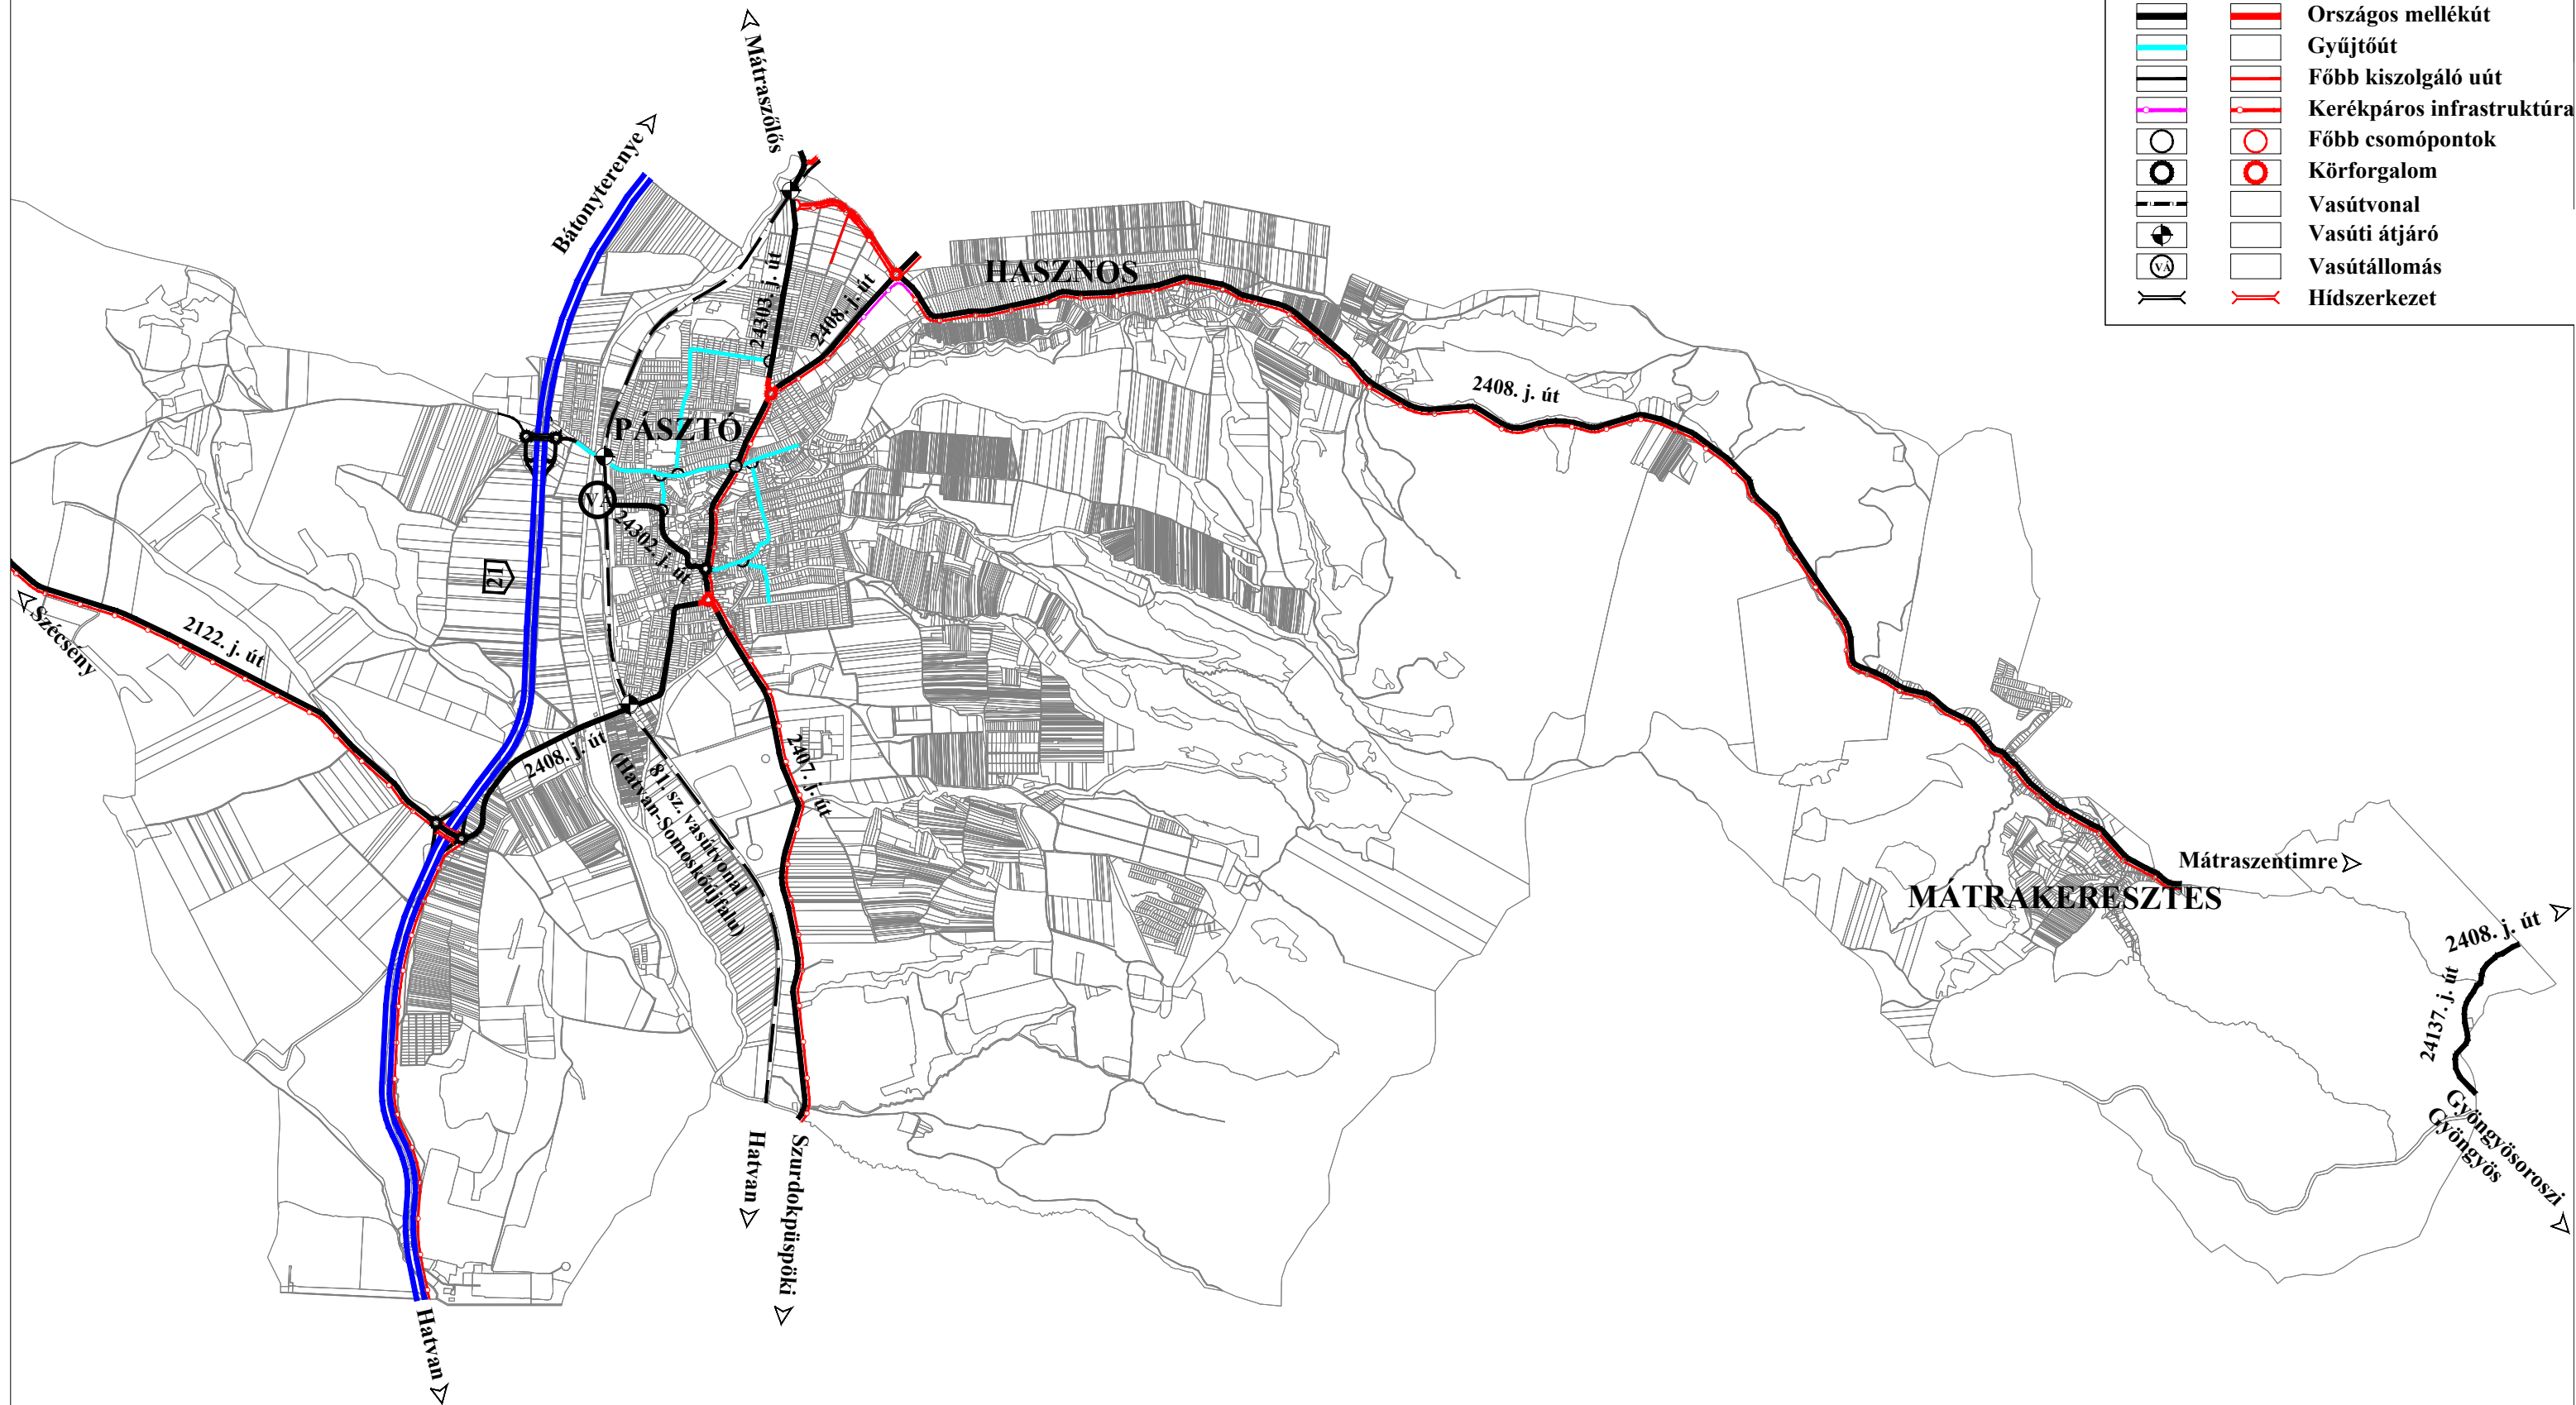 Országos mellékút
Gyűjtőút
Főbb kiszolgáló uút
Kerékpáros infrastruktúra
Főbb csomópontok
Körforgalom
Vasútvonal
Vasúti átjáró
VÁ
Vasútállomás
Hídszerkezet
Mátraszőlős
Bátonyterenye
24303. j. út
2408. j. út
HASZNOS
2408. j. út
PÁSZTÓ
VÁ
24302. j. út
21
Szécsény
2122. j. út
2408. j. út
81. sz. vasútvonal
(Hatvan-Somoskőújfalu)
2407. j. út
Mátraszentimre
MÁTRAKERESZTES
2408. j. út
24137. j. út
Gyöngyösoroszi
Gyöngyös
Hatvan
Szurdokpüspöki
Hatvan